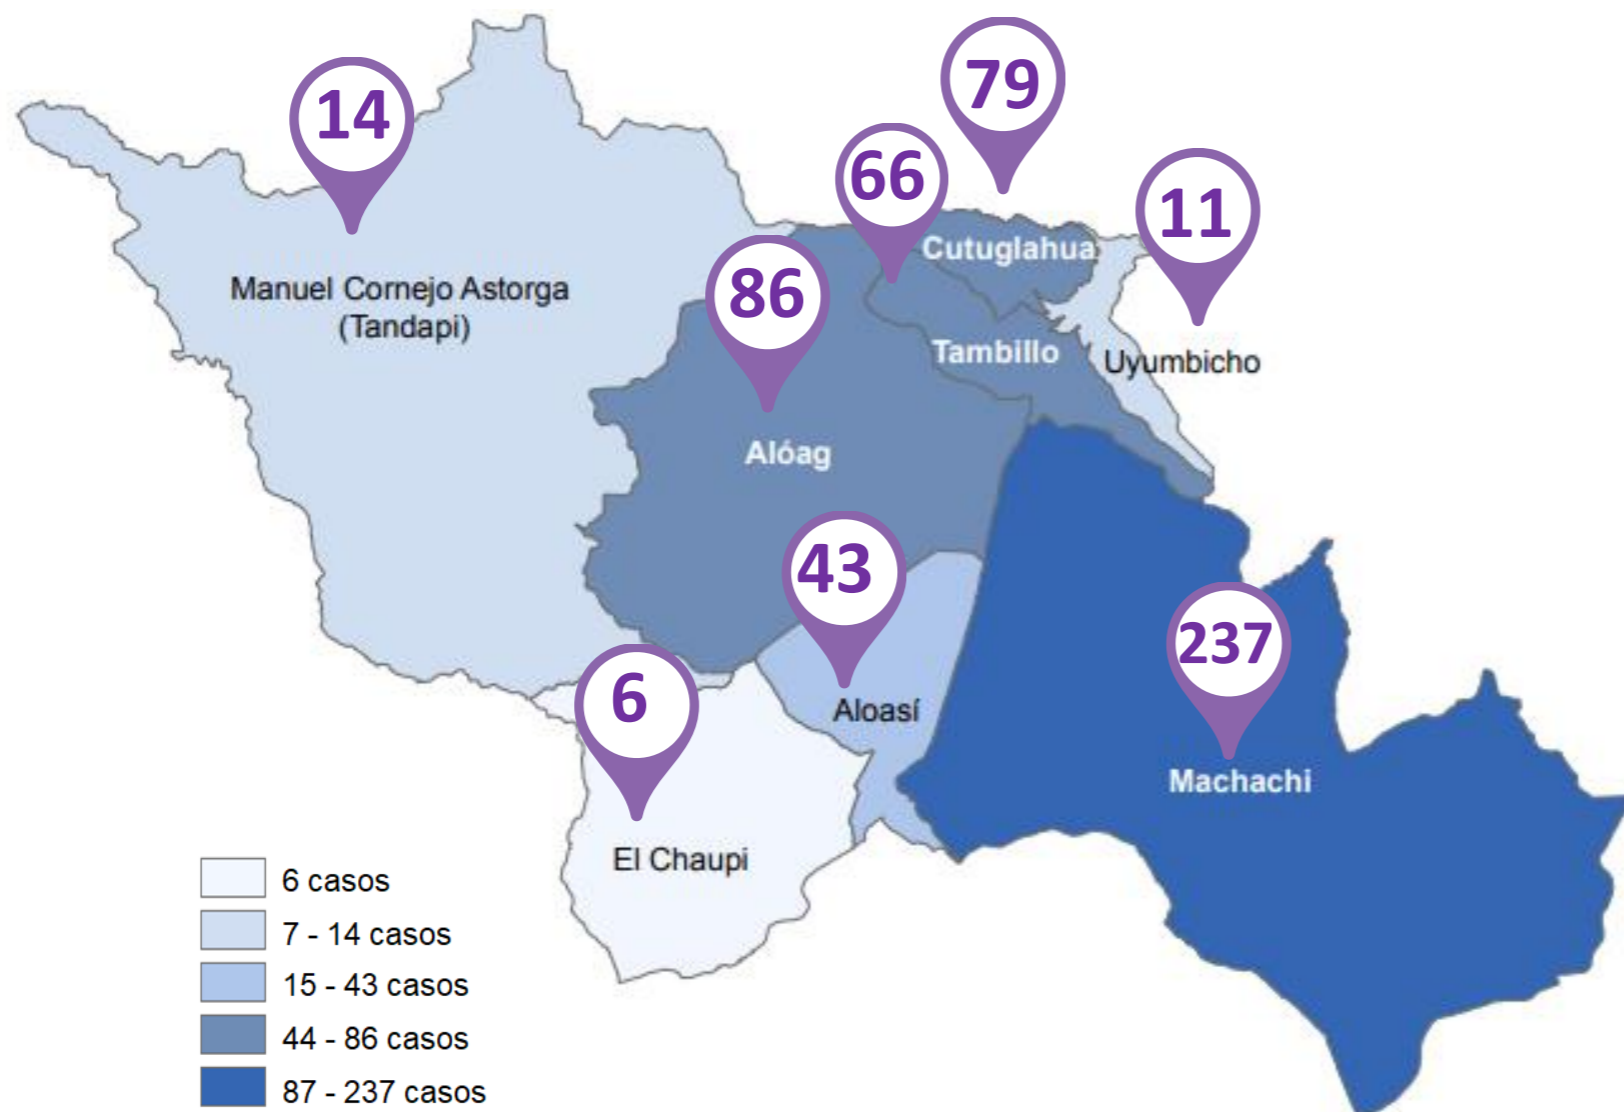 79
14
66
11
Cutuglahua
86
Manuel Cornejo Astorga
(Tandapi)
Tambillo
Uyumbicho
Alóag
43
237
6
Aloasí
Machachi
El Chaupi
6 casos
7 - 14 casos
15 - 43 casos
44 - 86 casos
87 - 237 casos